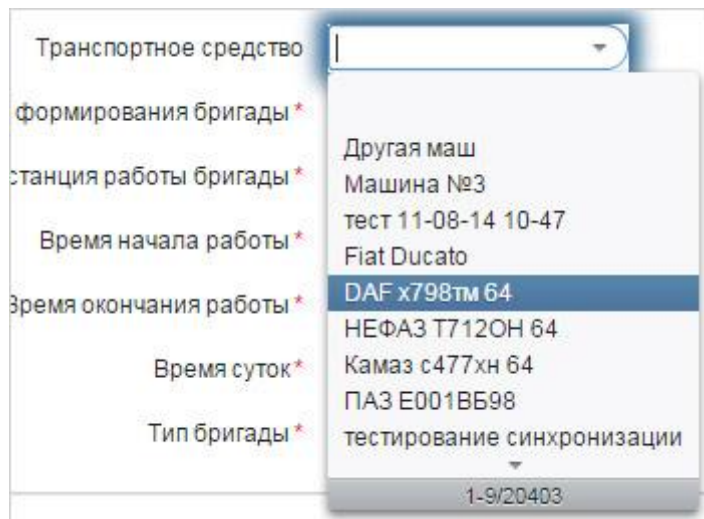 Транспортное средство
формирования бригады *
станция работы бригады *
Время начала работы *
Время окончания работы *
Время суток *
Тип бригады *
Другая маш
Машина №3
тест 11-08-14 10-47
Fiat Ducato
DAF х798тм 64
НЕФАЗ Т712ОН 64
Камаз с477хн 64
ПАЗ Е001ВБ98
тестирование синхронизации
1-9/20403